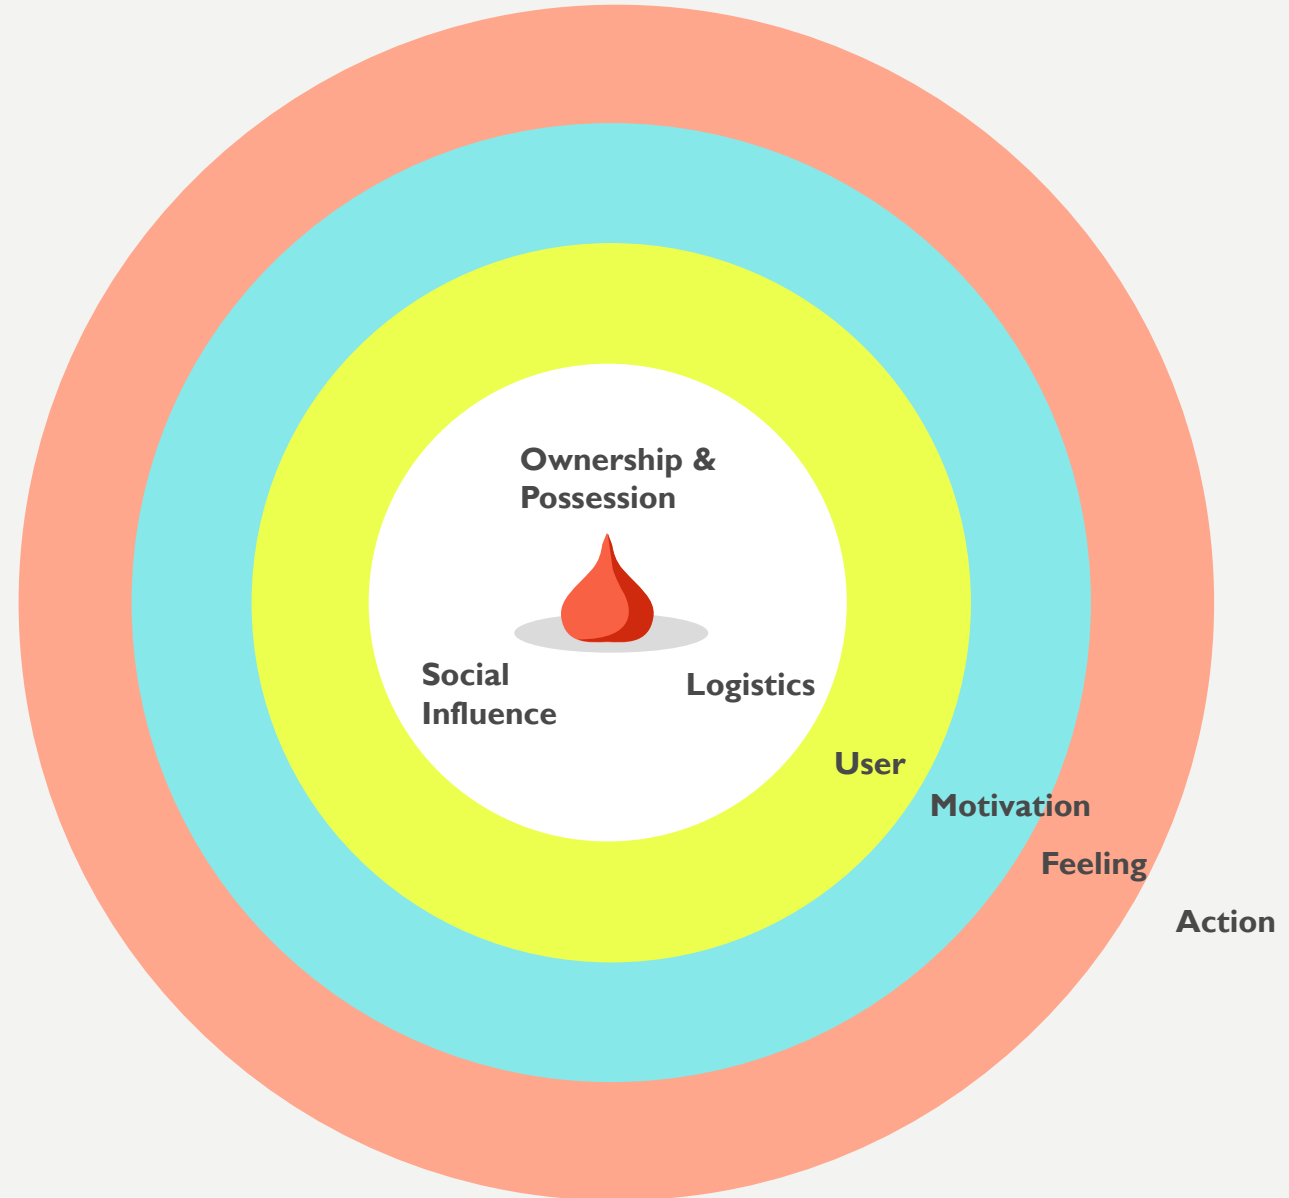 Ownership &
Possession
Social
Influence
Logistics
User
Motivation
Feeling
Action